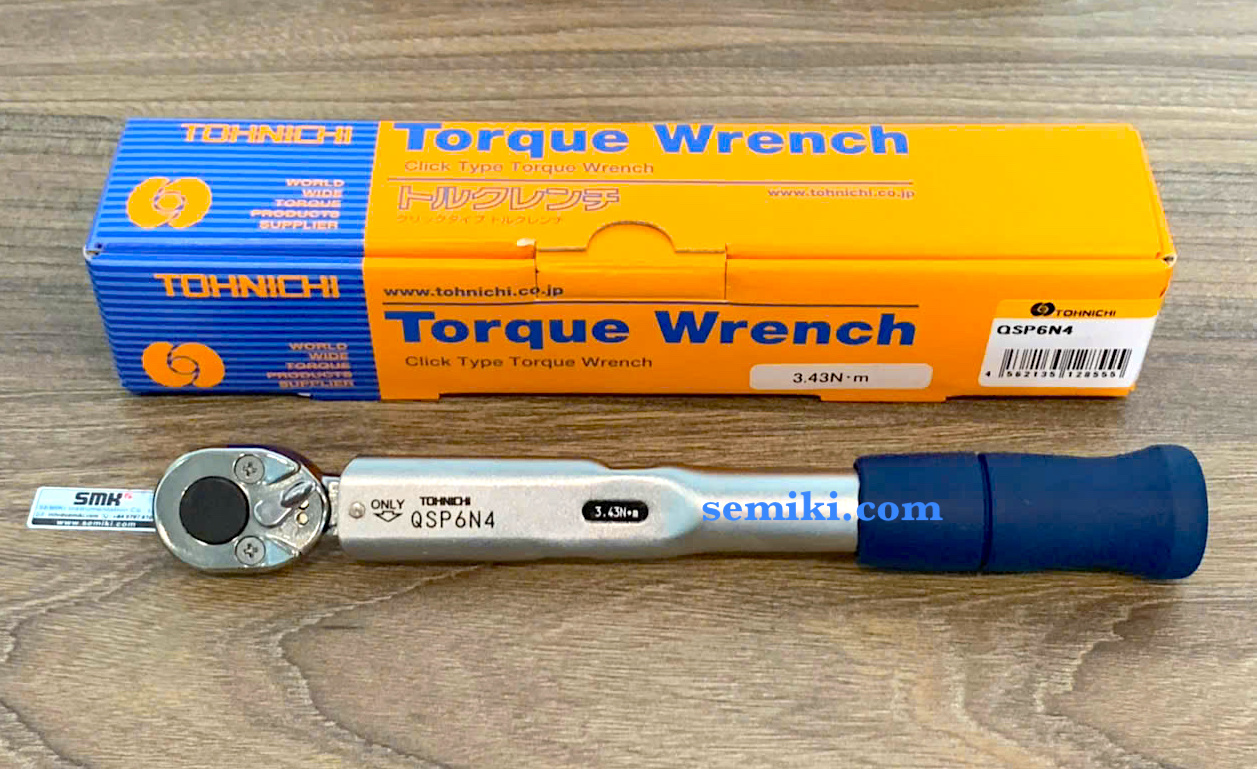 TOHNICHI
WORLD
WIDE
TORQUE
PRODUCTS
SUPPLIER
Torque Wrench
Click Type Torque Wrench
トルクレンチ
クリックタイプ トルクレンチ
www.tohnichi.co.jp
TOHNICHI
WORLD
WIDE
TORQUE
PRODUCTS
SUPPLIER
www.tohnichi.co.jp
Torque Wrench
Click Type Torque Wrench
3.43N·m
TOHNICHI
QSP6N4
4 562135 128555
SMK
www.semiki.com
ONLY
TOHNICHI
QSP6N4
3.43N·m
semiki.com